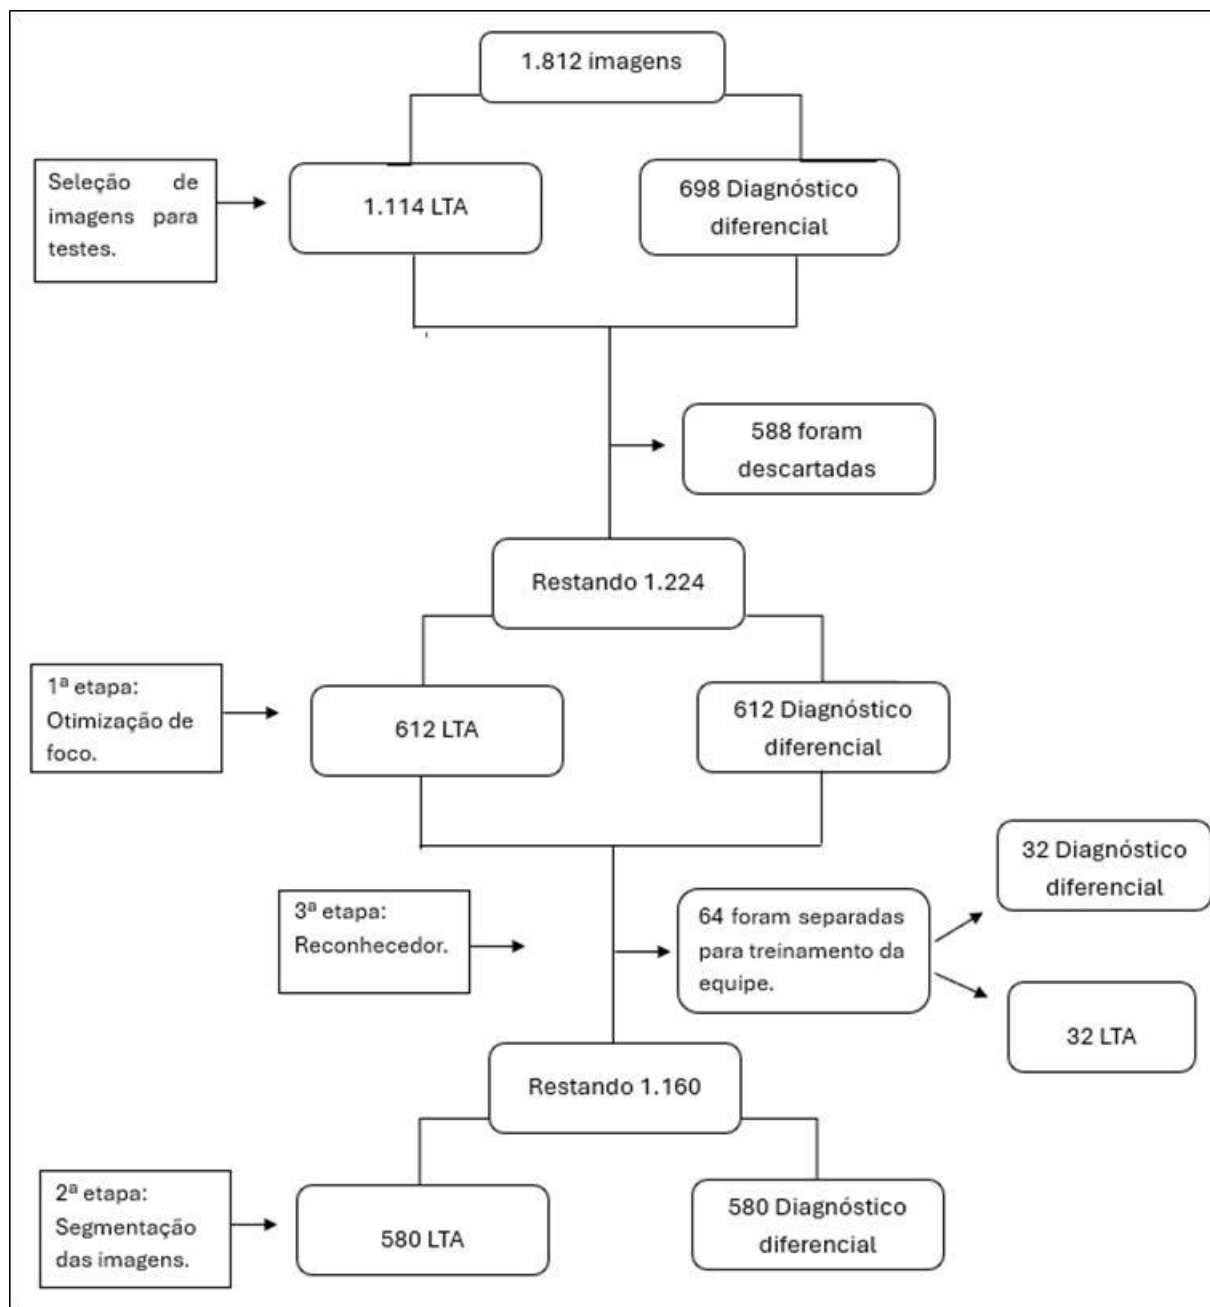 1.812 imagens
Seleção de
imagens para
testes.
1.114 LTA
698 Diagnóstico
diferencial
588 foram
descartadas
Restando 1.224
1ª etapa:
Otimização de
foco.
612 LTA
612 Diagnóstico
diferencial
3ª etapa:
Reconhecedor.
64 foram separadas
para treinamento da
equipe.
32 Diagnóstico
diferencial
32 LTA
Restando 1.160
2ª etapa:
Segmentação
das imagens.
580 LTA
580 Diagnóstico
diferencial